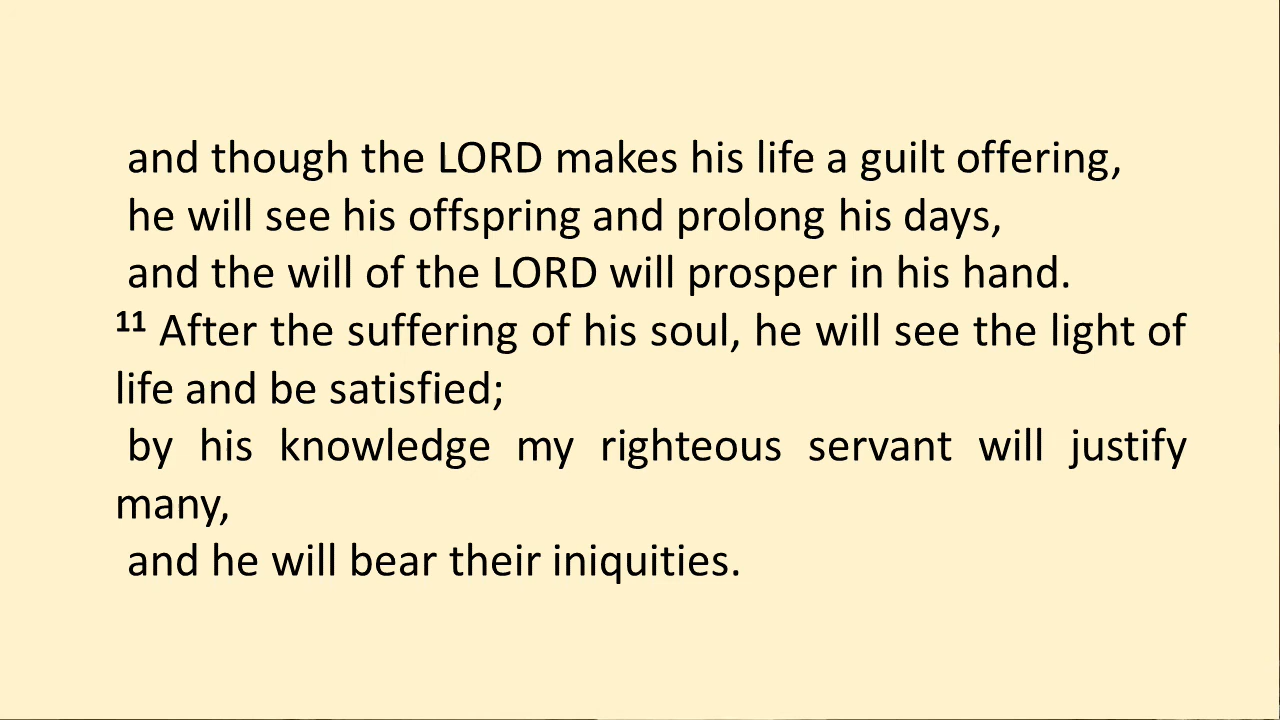 and though the LORD makes his life a guilt offering,
he will see his offspring and prolong his days,
and the will of the LORD will prosper in his hand.
11 After the suffering of his soul, he will see the light of
life and be satisfied;
by his knowledge my righteous servant will justify
many,
and he will bear their iniquities.